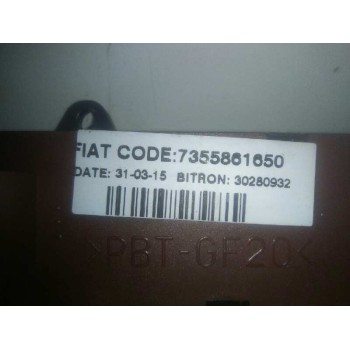 FIAT CODE:7355861650
DATE: 31-03-15 BITRON: 30280932
>PBT-GF20<